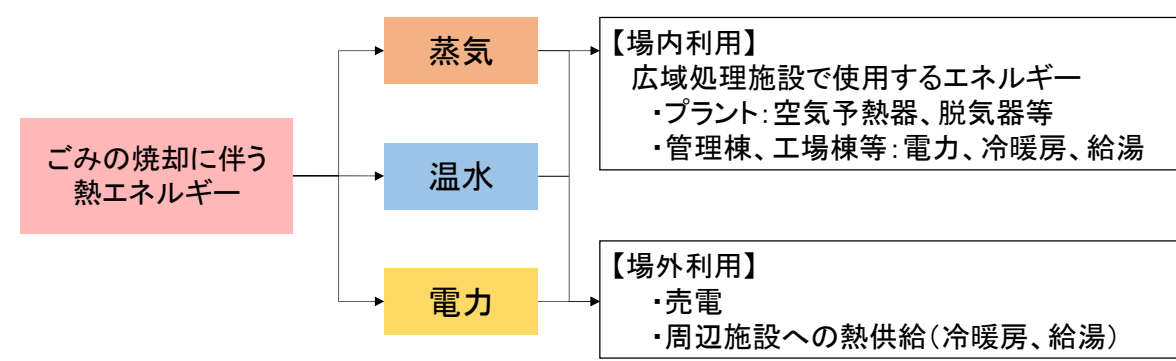 ごみの焼却に伴う
熱エネルギー
蒸気
温水
電力
【場内利用】
広域処理施設で使用するエネルギー
・プラント:空気予熱器、脱気器等
・管理棟、工場棟等:電力、冷暖房、給湯
【場外利用】
・売電
・周辺施設への熱供給(冷暖房、給湯)